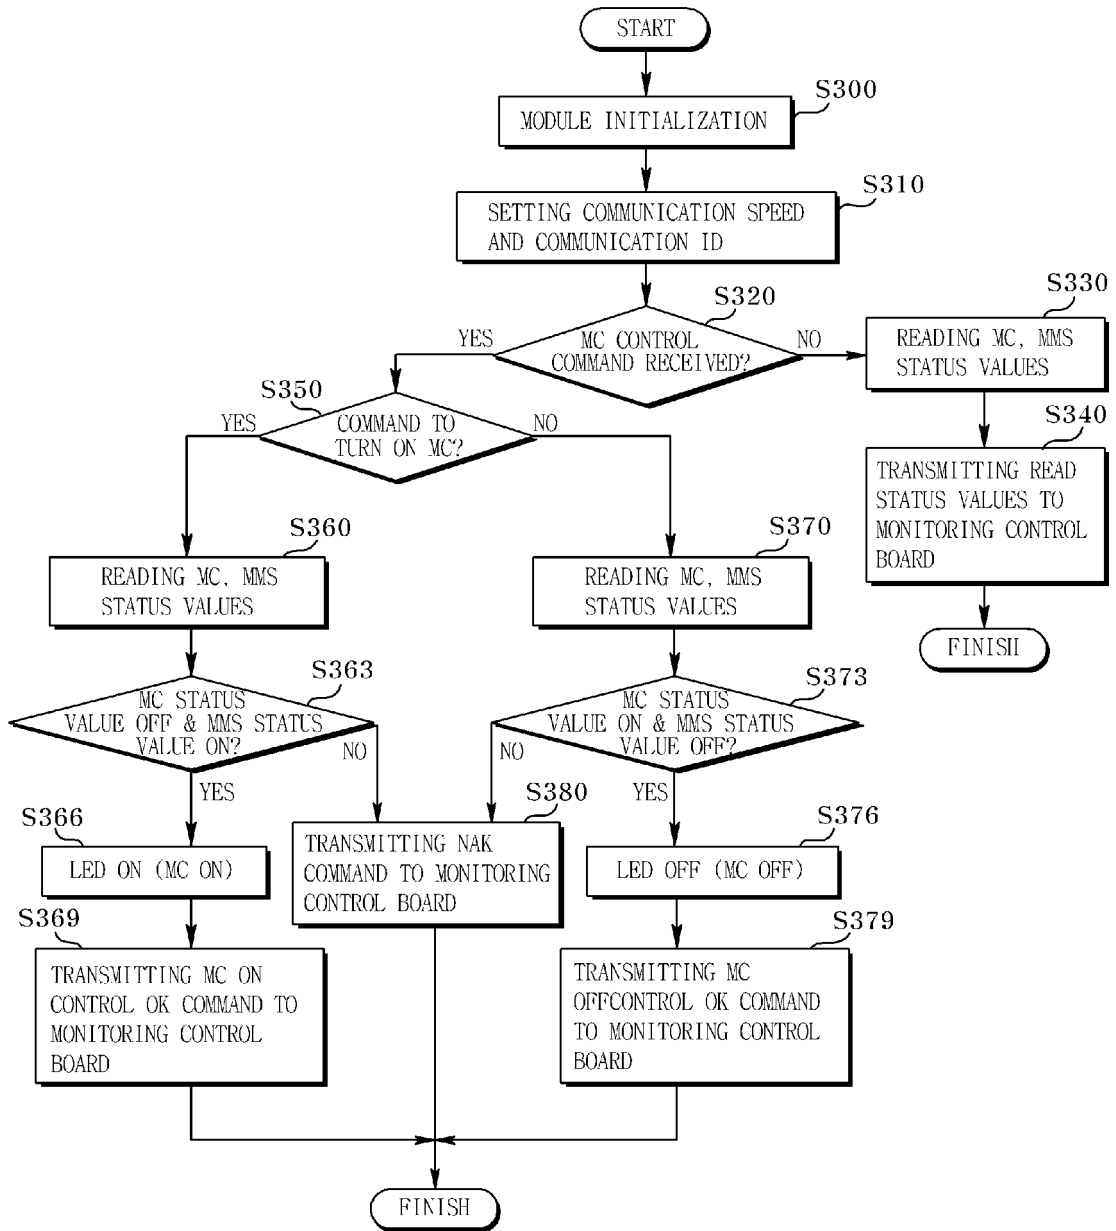 START
S300
MODULE INITIALIZATION
S310
SETTING COMMUNICATION SPEED
AND COMMUNICATION ID
S320
MC CONTROL
COMMAND RECEIVED?
YES
NO
S330
READING MC, MMS
STATUS VALUES
S340
TRANSMITTING READ
STATUS VALUES TO
MONITORING CONTROL
BOARD
FINISH
S350
COMMAND TO
TURN ON MC?
YES
NO
S360
READING MC, MMS
STATUS VALUES
S370
READING MC, MMS
STATUS VALUES
S363
MC STATUS
VALUE OFF & MMS STATUS
VALUE ON?
NO
YES
S373
MC STATUS
VALUE ON & MMS STATUS
VALUE OFF?
NO
YES
S366
LED ON (MC ON)
S380
TRANSMITTING NAK
COMMAND TO MONITORING
CONTROL BOARD
S376
LED OFF (MC OFF)
S369
TRANSMITTING MC ON
CONTROL OK COMMAND TO
MONITORING CONTROL
BOARD
S379
TRANSMITTING MC
OFFCONTROL OK COMMAND
TO MONITORING CONTROL
BOARD
FINISH